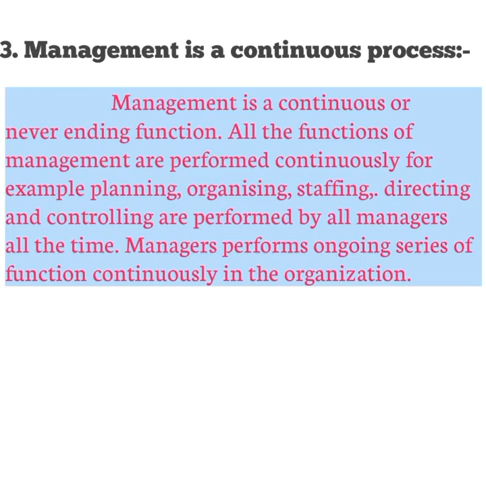 3. Management is a continuous process:-
Management is a continuous or
never ending function. All the functions of
management are performed continuously for
example planning, organising, staffing,. directing
and controlling are performed by all managers
all the time. Managers performs ongoing series of
function continuously in the organization.